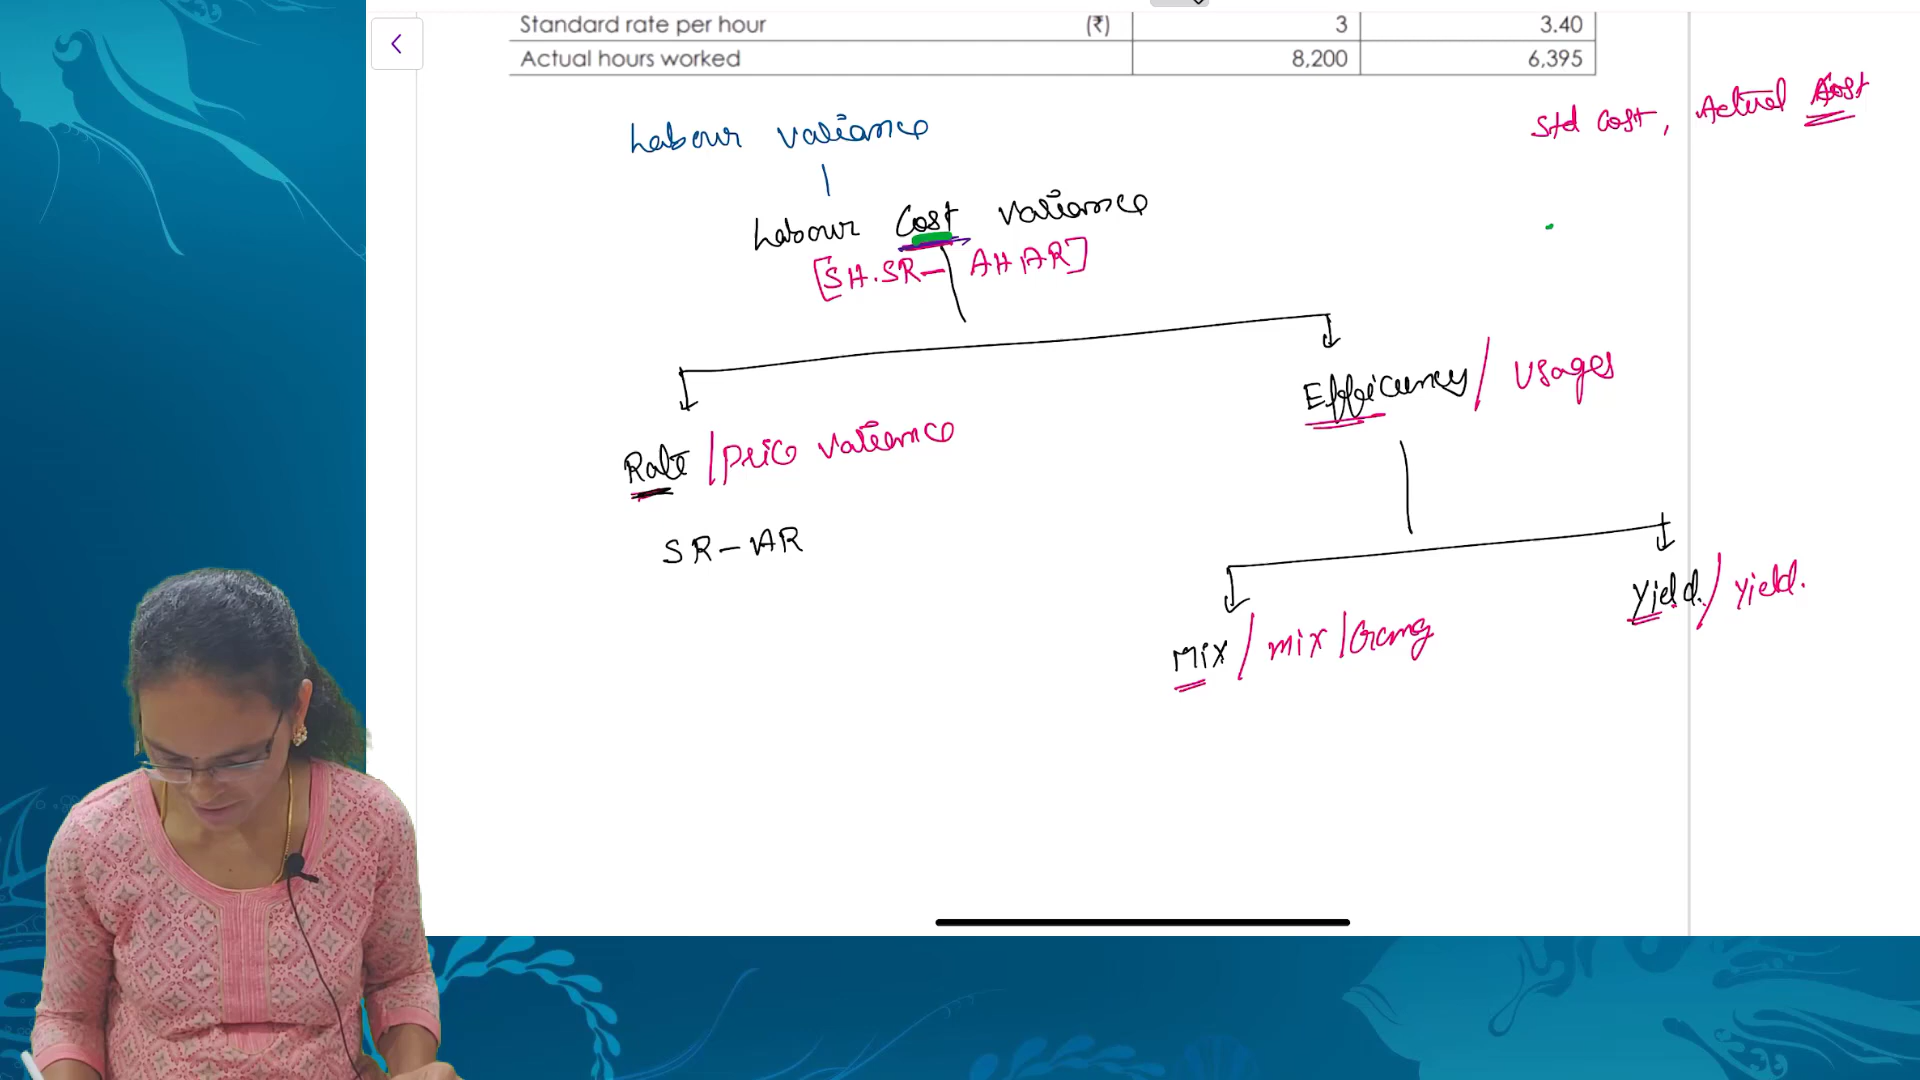 Standard rate per hour (₹) 3 3.40
Actual hours worked 8,200 6,395
Std Cost, Actual Cost
Labour variance
Labour Cost variance
[SH.SR - AH.AR]
Efficiency / Usages
Rate / Price variance
SR - AR
Yield. / Yield.
Mix / mix / Gang